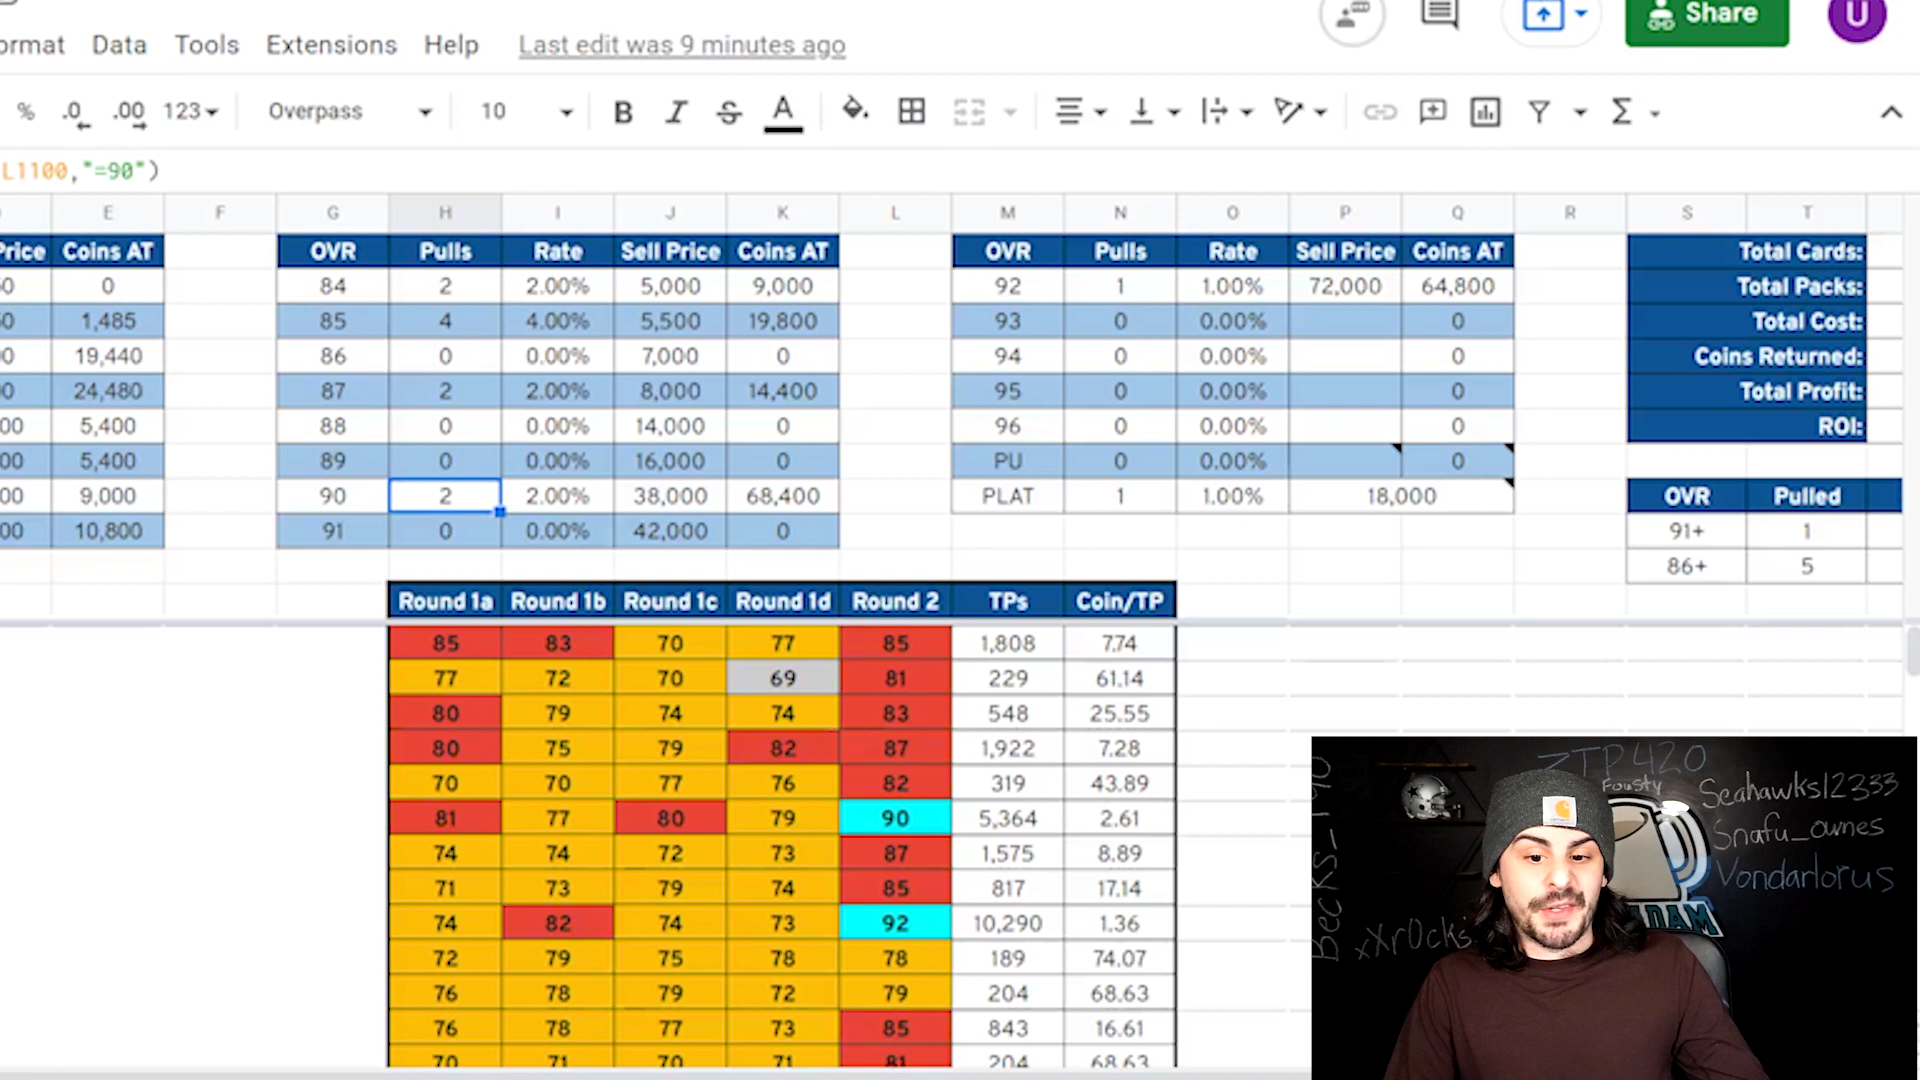 ormat Data Tools Extensions Help Last edit was 9 minutes ago Share U
% .0 .00 123 Overpass 10 B I S A Σ
L1100,"=90")
E F G H I J K L M N O P Q R S T
Price Coins AT OVR Pulls Rate Sell Price Coins AT OVR Pulls Rate Sell Price Coins AT Total Cards:
0 0 84 2 2.00% 5,000 9,000 92 1 1.00% 72,000 64,800 Total Packs:
0 1,485 85 4 4.00% 5,500 19,800 93 0 0.00% 0 Total Cost:
0 19,440 86 0 0.00% 7,000 0 94 0 0.00% 0 Coins Returned:
0 24,480 87 2 2.00% 8,000 14,400 95 0 0.00% 0 Total Profit:
00 5,400 88 0 0.00% 14,000 0 96 0 0.00% 0 ROI:
00 5,400 89 0 0.00% 16,000 0 PU 0 0.00% 0
00 9,000 90 2 2.00% 38,000 68,400 PLAT 1 1.00% 18,000 OVR Pulled
00 10,800 91 0 0.00% 42,000 0 91+ 1
86+ 5
Round 1a Round 1b Round 1c Round 1d Round 2 TPs Coin/TP
85 83 70 77 85 1,808 7.74
77 72 70 69 81 229 61.14
80 79 74 74 83 548 25.55
80 75 79 82 87 1,922 7.28
70 70 77 76 82 319 43.89
81 77 80 79 90 5,364 2.61
74 74 72 73 87 1,575 8.89
71 73 79 74 85 817 17.14
74 82 74 73 92 10,290 1.36
72 79 75 78 78 189 74.07
76 78 79 72 79 204 68.63
76 78 77 73 85 843 16.61
70 71 70 71 81 204 68.63
ZTP420
Fousty
Seahawks12333
Snafu_ownes
Vondarlorus
xXr0cks
DAM